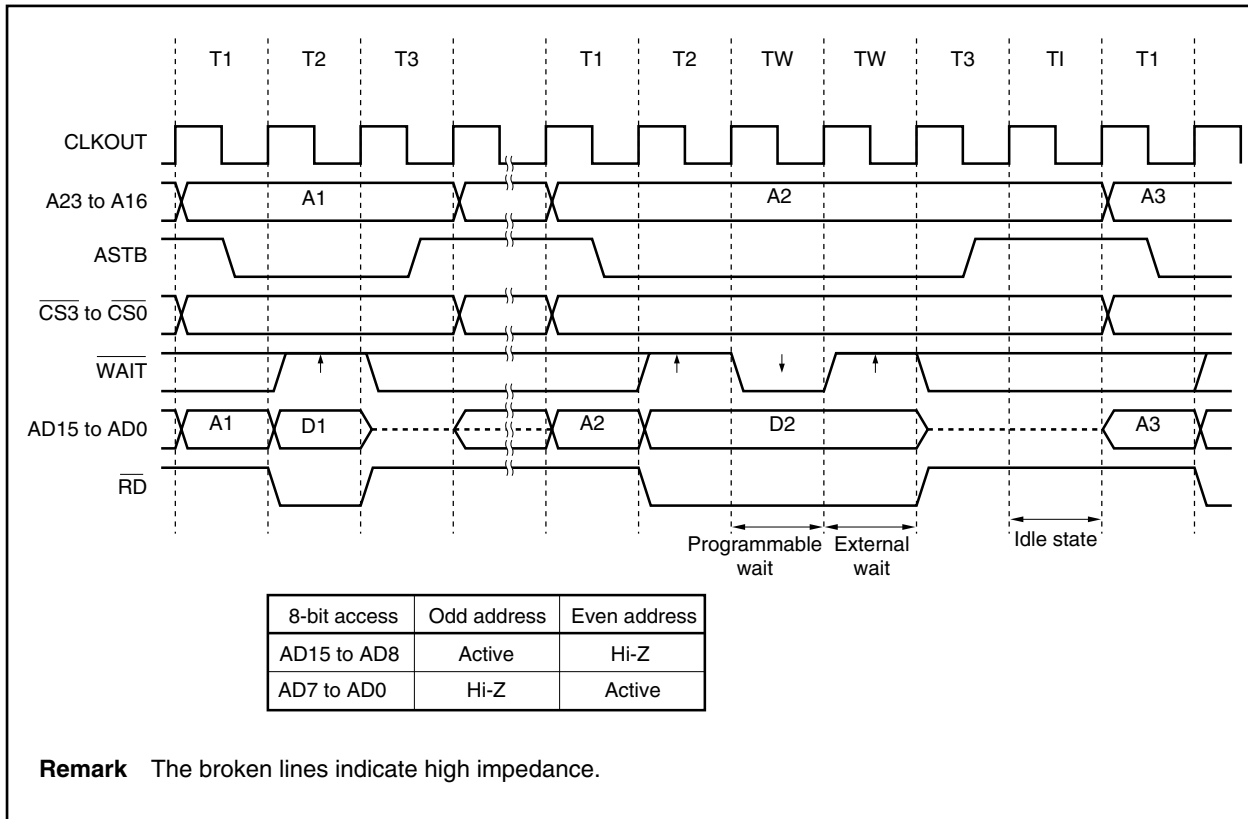 T1 T2 T3 T1 T2 TW TW T3 TI T1
CLKOUT
A23 to A16 A1 A2 A3
ASTB
CS3 to CS0
WAIT
AD15 to AD0 A1 D1 A2 D2 A3
RD
Programmable wait
External wait
Idle state
8-bit access Odd address Even address
AD15 to AD8 Active Hi-Z
AD7 to AD0 Hi-Z Active
Remark The broken lines indicate high impedance.